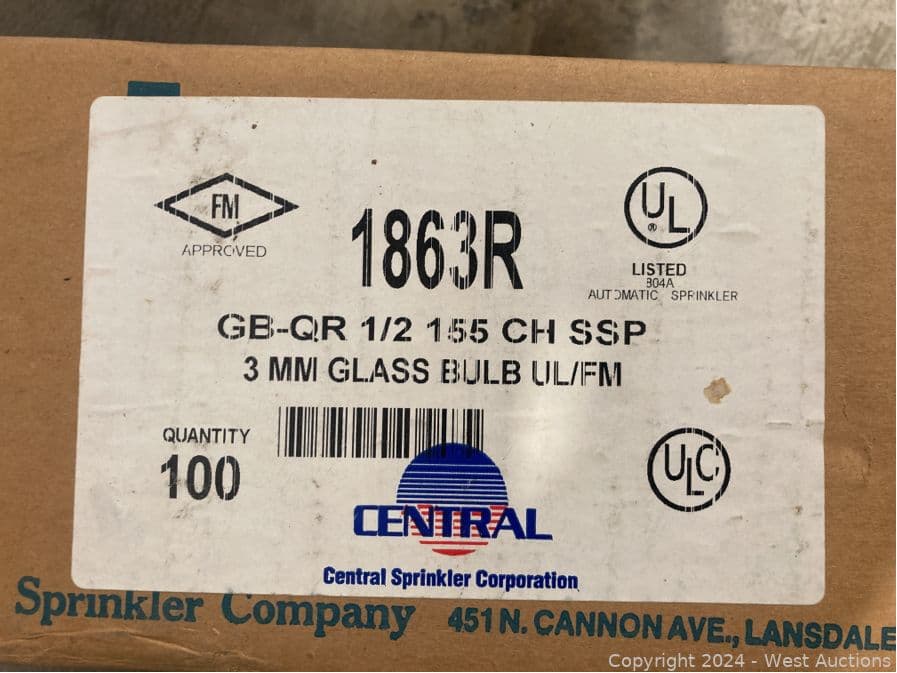 FM
APPROVED
1863R
UL
®
LISTED
804A
AUTOMATIC SPRINKLER
GB-QR 1/2 155 CH SSP
3 MM GLASS BULB UL/FM
QUANTITY
100
ULC
CENTRAL
Central Sprinkler Corporation
Sprinkler Company 451 N. CANNON AVE., LANSDALE
Copyright 2024 - West Auctions